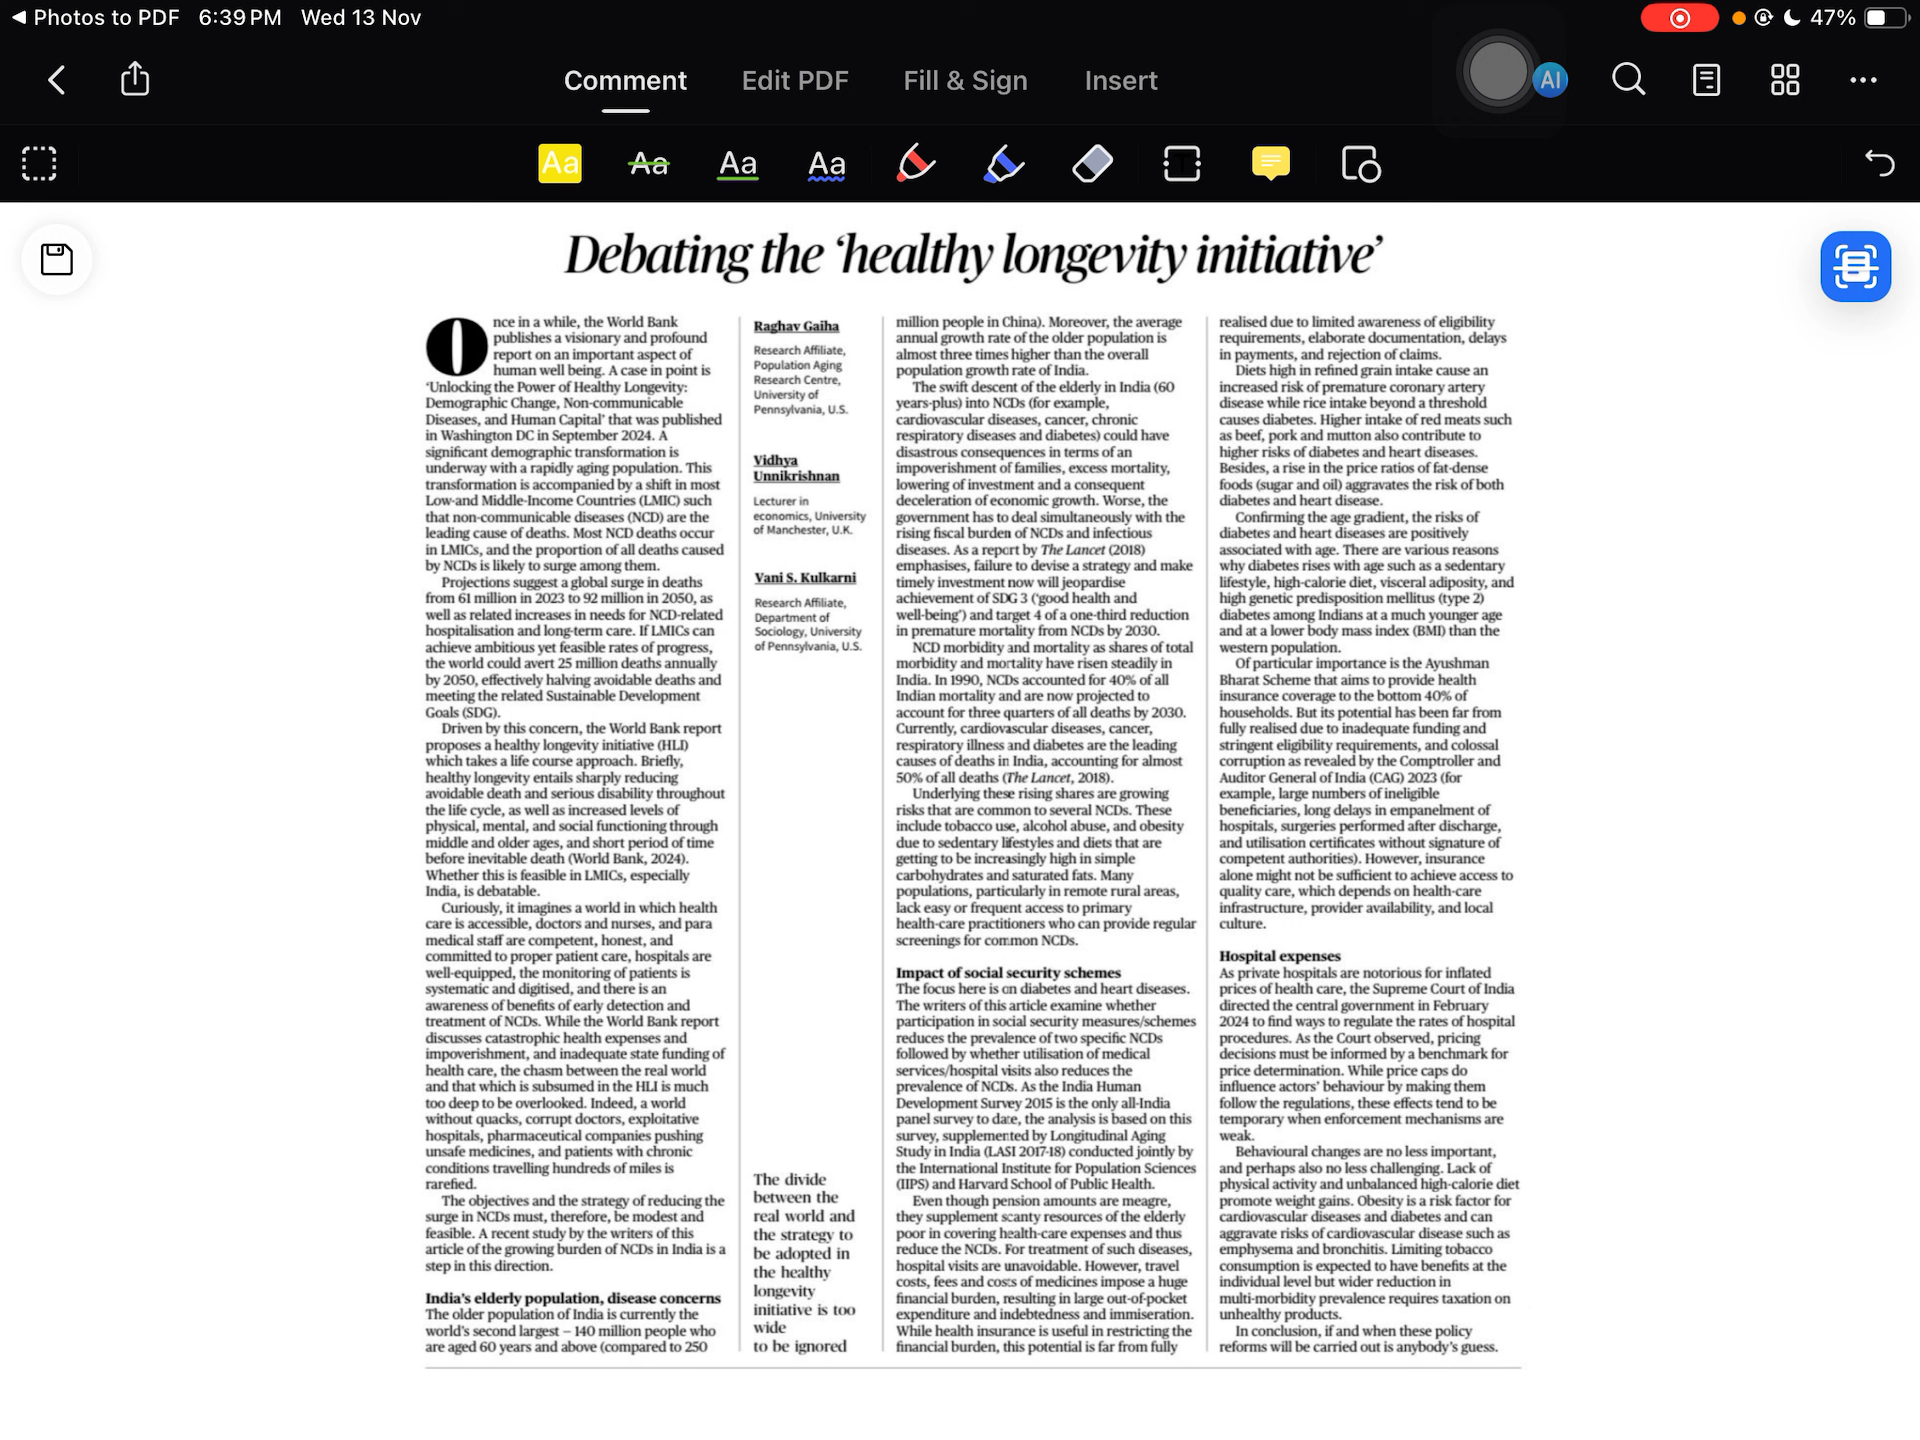 Photos to PDF 6:39 PM Wed 13 Nov
47%
Comment
Edit PDF
Fill & Sign
Insert
AI
Aa
Aa
Aa
Aa
T
Debating the ‘healthy longevity initiative’
Once in a while, the World Bank
publishes a visionary and profound
report on an important aspect of
human well being. A case in point is
‘Unlocking the Power of Healthy Longevity:
Demographic Change, Non-communicable
Diseases, and Human Capital’ that was published
in Washington DC in September 2024. A
significant demographic transformation is
underway with a rapidly aging population. This
transformation is accompanied by a shift in most
Low-and Middle-Income Countries (LMIC) such
that non-communicable diseases (NCD) are the
leading cause of deaths. Most NCD deaths occur
in LMICs, and the proportion of all deaths caused
by NCDs is likely to surge among them.
Projections suggest a global surge in deaths
from 61 million in 2023 to 92 million in 2050, as
well as related increases in needs for NCD-related
hospitalisation and long-term care. If LMICs can
achieve ambitious yet feasible rates of progress,
the world could avert 25 million deaths annually
by 2050, effectively halving avoidable deaths and
meeting the related Sustainable Development
Goals (SDG).
Driven by this concern, the World Bank report
proposes a healthy longevity initiative (HLI)
which takes a life course approach. Briefly,
healthy longevity entails sharply reducing
avoidable death and serious disability throughout
the life cycle, as well as increased levels of
physical, mental, and social functioning through
middle and older ages, and short period of time
before inevitable death (World Bank, 2024).
Whether this is feasible in LMICs, especially
India, is debatable.
Curiously, it imagines a world in which health
care is accessible, doctors and nurses, and para
medical staff are competent, honest, and
committed to proper patient care, hospitals are
well-equipped, the monitoring of patients is
systematic and digitised, and there is an
awareness of benefits of early detection and
treatment of NCDs. While the World Bank report
discusses catastrophic health expenses and
impoverishment, and inadequate state funding of
health care, the chasm between the real world
and that which is subsumed in the HLI is much
too deep to be overlooked. Indeed, a world
without quacks, corrupt doctors, exploitative
hospitals, pharmaceutical companies pushing
unsafe medicines, and patients with chronic
conditions travelling hundreds of miles is
rarefied.
The objectives and the strategy of reducing the
surge in NCDs must, therefore, be modest and
feasible. A recent study by the writers of this
article of the growing burden of NCDs in India is a
step in this direction.
India’s elderly population, disease concerns
The older population of India is currently the
world’s second largest – 140 million people who
are aged 60 years and above (compared to 250
Raghav Gaiha
Research Affiliate,
Population Aging
Research Centre,
University of
Pennsylvania, U.S.
Vidhya
Unnikrishnan
Lecturer in
economics, University
of Manchester, U.K.
Vani S. Kulkarni
Research Affiliate,
Department of
Sociology, University
of Pennsylvania, U.S.
The divide
between the
real world and
the strategy to
be adopted in
the healthy
longevity
initiative is too
wide
to be ignored
million people in China). Moreover, the average
annual growth rate of the older population is
almost three times higher than the overall
population growth rate of India.
The swift descent of the elderly in India (60
years-plus) into NCDs (for example,
cardiovascular diseases, cancer, chronic
respiratory diseases and diabetes) could have
disastrous consequences in terms of an
impoverishment of families, excess mortality,
lowering of investment and a consequent
deceleration of economic growth. Worse, the
government has to deal simultaneously with the
rising fiscal burden of NCDs and infectious
diseases. As a report by The Lancet (2018)
emphasises, failure to devise a strategy and make
timely investment now will jeopardise
achievement of SDG 3 (‘good health and
well-being’) and target 4 of a one-third reduction
in premature mortality from NCDs by 2030.
NCD morbidity and mortality as shares of total
morbidity and mortality have risen steadily in
India. In 1990, NCDs accounted for 40% of all
Indian mortality and are now projected to
account for three quarters of all deaths by 2030.
Currently, cardiovascular diseases, cancer,
respiratory illness and diabetes are the leading
causes of deaths in India, accounting for almost
50% of all deaths (The Lancet, 2018).
Underlying these rising shares are growing
risks that are common to several NCDs. These
include tobacco use, alcohol abuse, and obesity
due to sedentary lifestyles and diets that are
getting to be increasingly high in simple
carbohydrates and saturated fats. Many
populations, particularly in remote rural areas,
lack easy or frequent access to primary
health-care practitioners who can provide regular
screenings for common NCDs.
Impact of social security schemes
The focus here is on diabetes and heart diseases.
The writers of this article examine whether
participation in social security measures/schemes
reduces the prevalence of two specific NCDs
followed by whether utilisation of medical
services/hospital visits also reduces the
prevalence of NCDs. As the India Human
Development Survey 2015 is the only all-India
panel survey to date, the analysis is based on this
survey, supplemented by Longitudinal Aging
Study in India (LASI 2017-18) conducted jointly by
the International Institute for Population Sciences
(IIPS) and Harvard School of Public Health.
Even though pension amounts are meagre,
they supplement scanty resources of the elderly
poor in covering health-care expenses and thus
reduce the NCDs. For treatment of such diseases,
hospital visits are unavoidable. However, travel
costs, fees and costs of medicines impose a huge
financial burden, resulting in large out-of-pocket
expenditure and indebtedness and immiseration.
While health insurance is useful in restricting the
financial burden, this potential is far from fully
realised due to limited awareness of eligibility
requirements, elaborate documentation, delays
in payments, and rejection of claims.
Diets high in refined grain intake cause an
increased risk of premature coronary artery
disease while rice intake beyond a threshold
causes diabetes. Higher intake of red meats such
as beef, pork and mutton also contribute to
higher risks of diabetes and heart diseases.
Besides, a rise in the price ratios of fat-dense
foods (sugar and oil) aggravates the risk of both
diabetes and heart disease.
Confirming the age gradient, the risks of
diabetes and heart diseases are positively
associated with age. There are various reasons
why diabetes rises with age such as a sedentary
lifestyle, high-calorie diet, visceral adiposity, and
high genetic predisposition mellitus (type 2)
diabetes among Indians at a much younger age
and at a lower body mass index (BMI) than the
western population.
Of particular importance is the Ayushman
Bharat Scheme that aims to provide health
insurance coverage to the bottom 40% of
households. But its potential has been far from
fully realised due to inadequate funding and
stringent eligibility requirements, and colossal
corruption as revealed by the Comptroller and
Auditor General of India (CAG) 2023 (for
example, large numbers of ineligible
beneficiaries, long delays in empanelment of
hospitals, surgeries performed after discharge,
and utilisation certificates without signature of
competent authorities). However, insurance
alone might not be sufficient to achieve access to
quality care, which depends on health-care
infrastructure, provider availability, and local
culture.
Hospital expenses
As private hospitals are notorious for inflated
prices of health care, the Supreme Court of India
directed the central government in February
2024 to find ways to regulate the rates of hospital
procedures. As the Court observed, pricing
decisions must be informed by a benchmark for
price determination. While price caps do
influence actors’ behaviour by making them
follow the regulations, these effects tend to be
temporary when enforcement mechanisms are
weak.
Behavioural changes are no less important,
and perhaps also no less challenging. Lack of
physical activity and unbalanced high-calorie diet
promote weight gains. Obesity is a risk factor for
cardiovascular diseases and diabetes and can
aggravate risks of cardiovascular disease such as
emphysema and bronchitis. Limiting tobacco
consumption is expected to have benefits at the
individual level but wider reduction in
multi-morbidity prevalence requires taxation on
unhealthy products.
In conclusion, if and when these policy
reforms will be carried out is anybody’s guess.